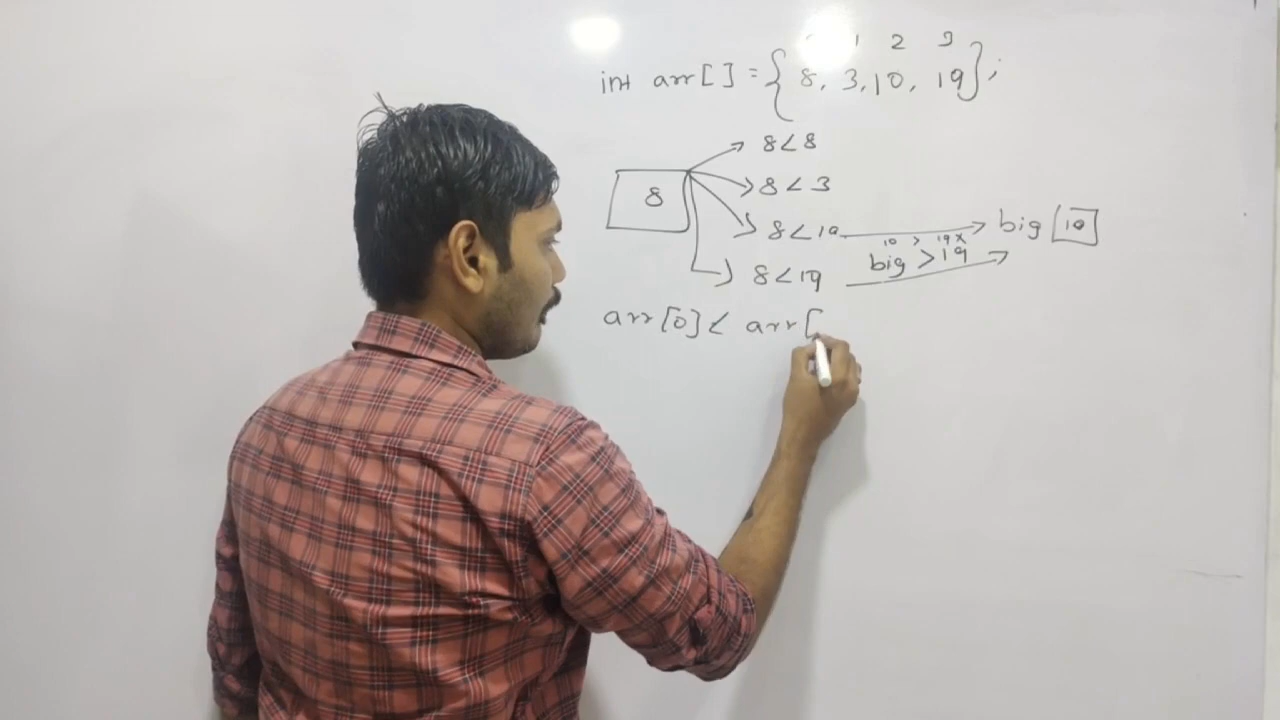 1 2 3
int arr[] = {8, 3, 10, 19};
8 < 8
8
8 < 3
8 < 10
big 10
10 > 19 x
big > 19
8 < 19
arr[0] < arr[